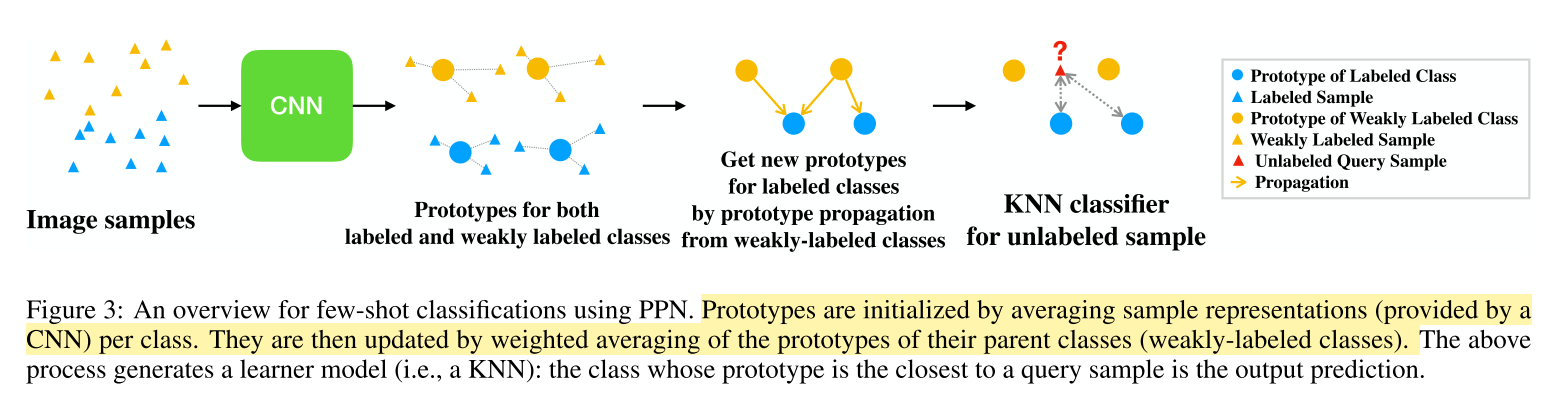 CNN
?
Image samples
Prototypes for both
labeled and weakly labeled classes
Get new prototypes
for labeled classes
by prototype propagation
from weakly-labeled classes
KNN classifier
for unlabeled sample
Prototype of Labeled Class
Labeled Sample
Prototype of Weakly Labeled Class
Weakly Labeled Sample
Unlabeled Query Sample
Propagation
Figure 3: An overview for few-shot classifications using PPN. Prototypes are initialized by averaging sample representations (provided by a
CNN) per class. They are then updated by weighted averaging of the prototypes of their parent classes (weakly-labeled classes). The above
process generates a learner model (i.e., a KNN): the class whose prototype is the closest to a query sample is the output prediction.